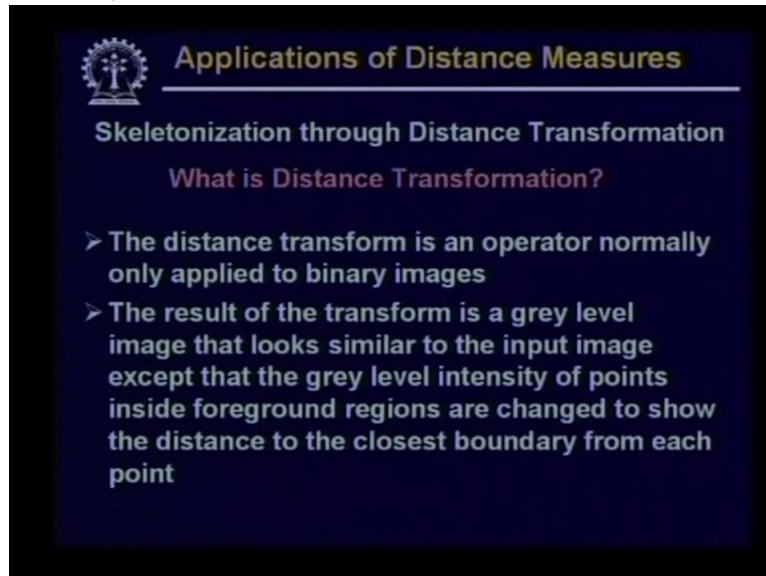 Applications of Distance Measures
Skeletonization through Distance Transformation
What is Distance Transformation?
➢ The distance transform is an operator normally
only applied to binary images
➢ The result of the transform is a grey level
image that looks similar to the input image
except that the grey level intensity of points
inside foreground regions are changed to show
the distance to the closest boundary from each
point